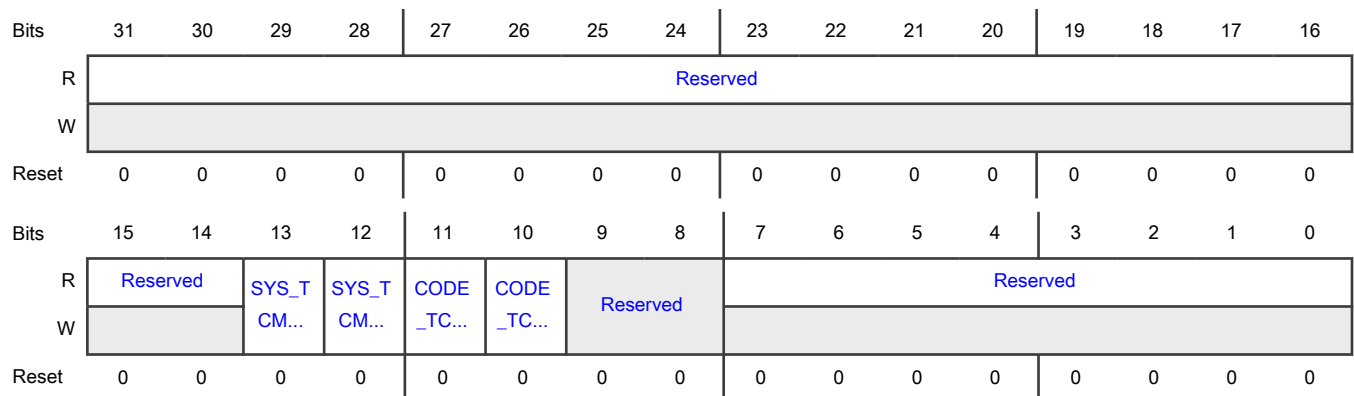 Bits 31 30 29 28 27 26 25 24 23 22 21 20 19 18 17 16
R Reserved
W
Reset 0 0 0 0 0 0 0 0 0 0 0 0 0 0 0 0
Bits 15 14 13 12 11 10 9 8 7 6 5 4 3 2 1 0
R Reserved SYS_T SYS_T CODE CODE Reserved Reserved
W CM... CM... _TC... _TC...
Reset 0 0 0 0 0 0 0 0 0 0 0 0 0 0 0 0